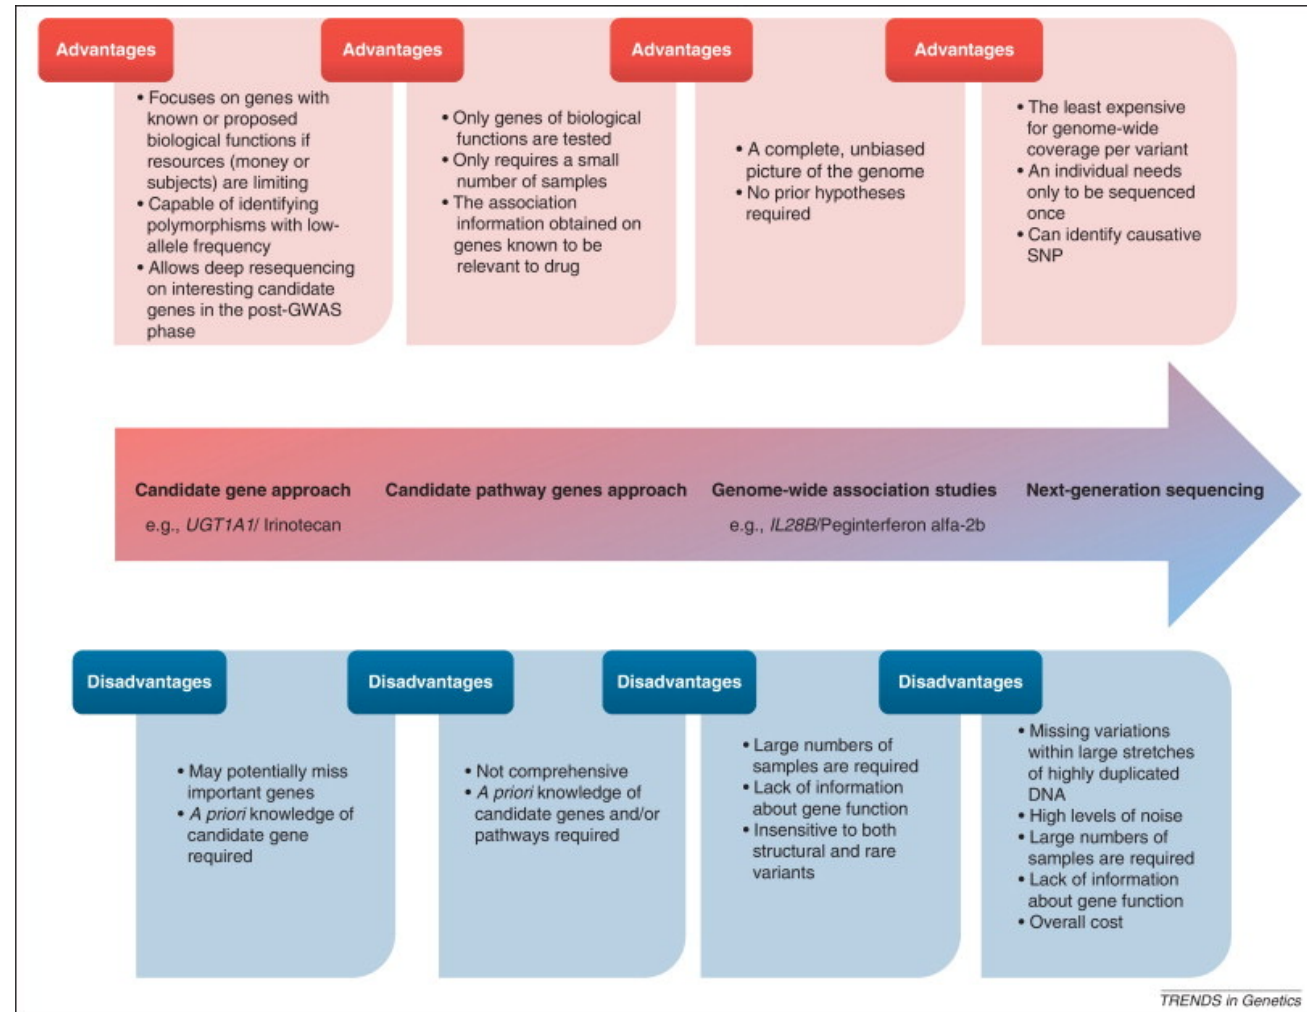 Advantages
• Focuses on genes with
known or proposed
biological functions if
resources (money or
subjects) are limiting
• Capable of identifying
polymorphisms with low-
allele frequency
• Allows deep resequencing
on interesting candidate
genes in the post-GWAS
phase
Advantages
• Only genes of biological
functions are tested
• Only requires a small
number of samples
• The association
information obtained on
genes known to be
relevant to drug
Advantages
• A complete, unbiased
picture of the genome
• No prior hypotheses
required
Advantages
• The least expensive
for genome-wide
coverage per variant
• An individual needs
only to be sequenced
once
• Can identify causative
SNP
Candidate gene approach
e.g., UGT1A1/ Irinotecan
Candidate pathway genes approach
Genome-wide association studies
e.g., IL28B/Peginterferon alfa-2b
Next-generation sequencing
Disadvantages
• May potentially miss
important genes
• A priori knowledge of
candidate gene
required
Disadvantages
• Not comprehensive
• A priori knowledge of
candidate genes and/or
pathways required
Disadvantages
• Large numbers of
samples are required
• Lack of information
about gene function
• Insensitive to both
structural and rare
variants
Disadvantages
• Missing variations
within large stretches
of highly duplicated
DNA
• High levels of noise
• Large numbers of
samples are required
• Lack of information
about gene function
• Overall cost
TRENDS in Genetics